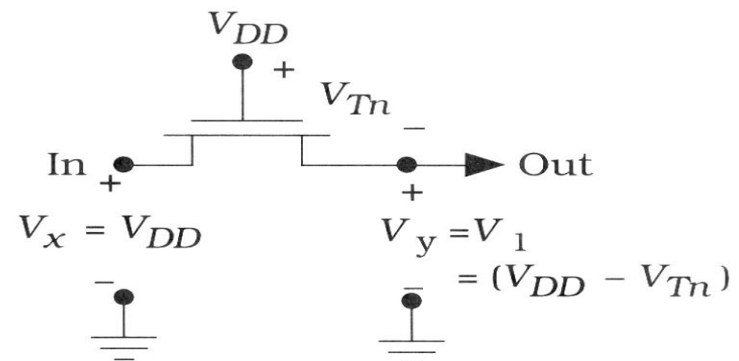 V_DD
+
V_Tn
−
In
Out
+
+
V_x = V_DD
V_y = V_1
= (V_DD − V_Tn)
−
−